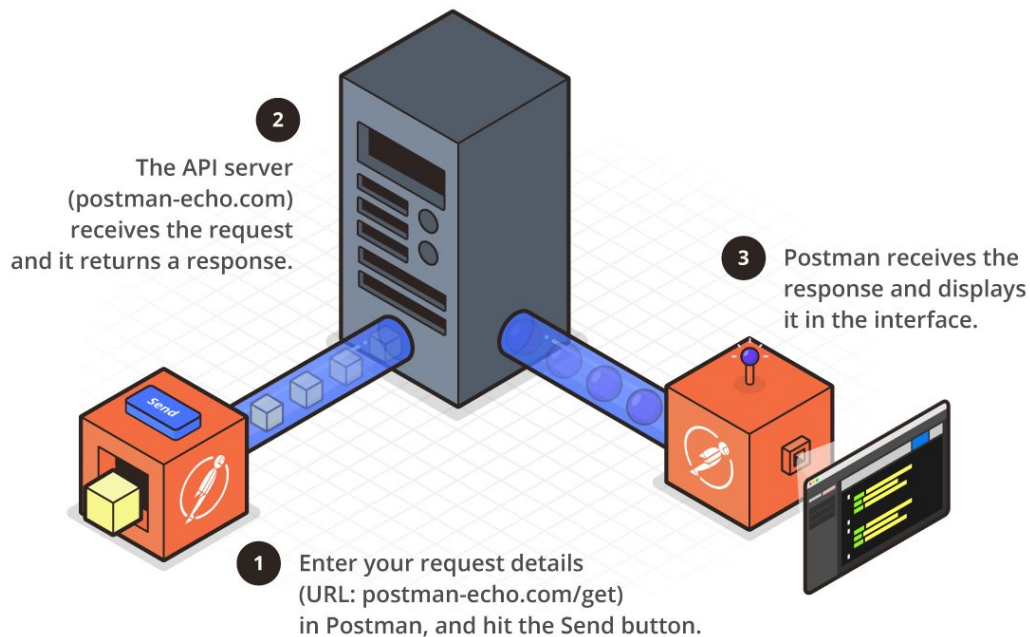 2
The API server
(postman-echo.com)
receives the request
and it returns a response.
3
Postman receives the
response and displays
it in the interface.
Send
1
Enter your request details
(URL: postman-echo.com/get)
in Postman, and hit the Send button.